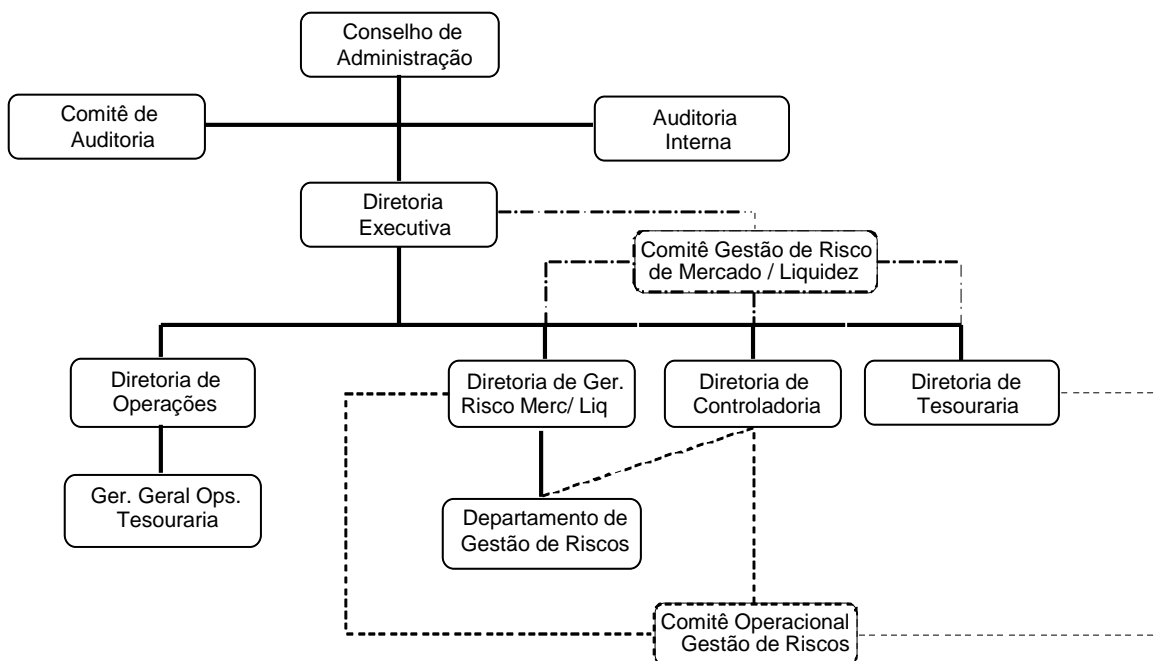 Conselho de
Administração
Comitê de
Auditoria
Auditoria
Interna
Diretoria
Executiva
Comitê Gestão de Risco
de Mercado / Liquidez
Diretoria de
Operações
Diretoria de Ger.
Risco Merc/ Liq
Diretoria de
Controladoria
Diretoria de
Tesouraria
Ger. Geral Ops.
Tesouraria
Departamento de
Gestão de Riscos
Comitê Operacional
Gestão de Riscos